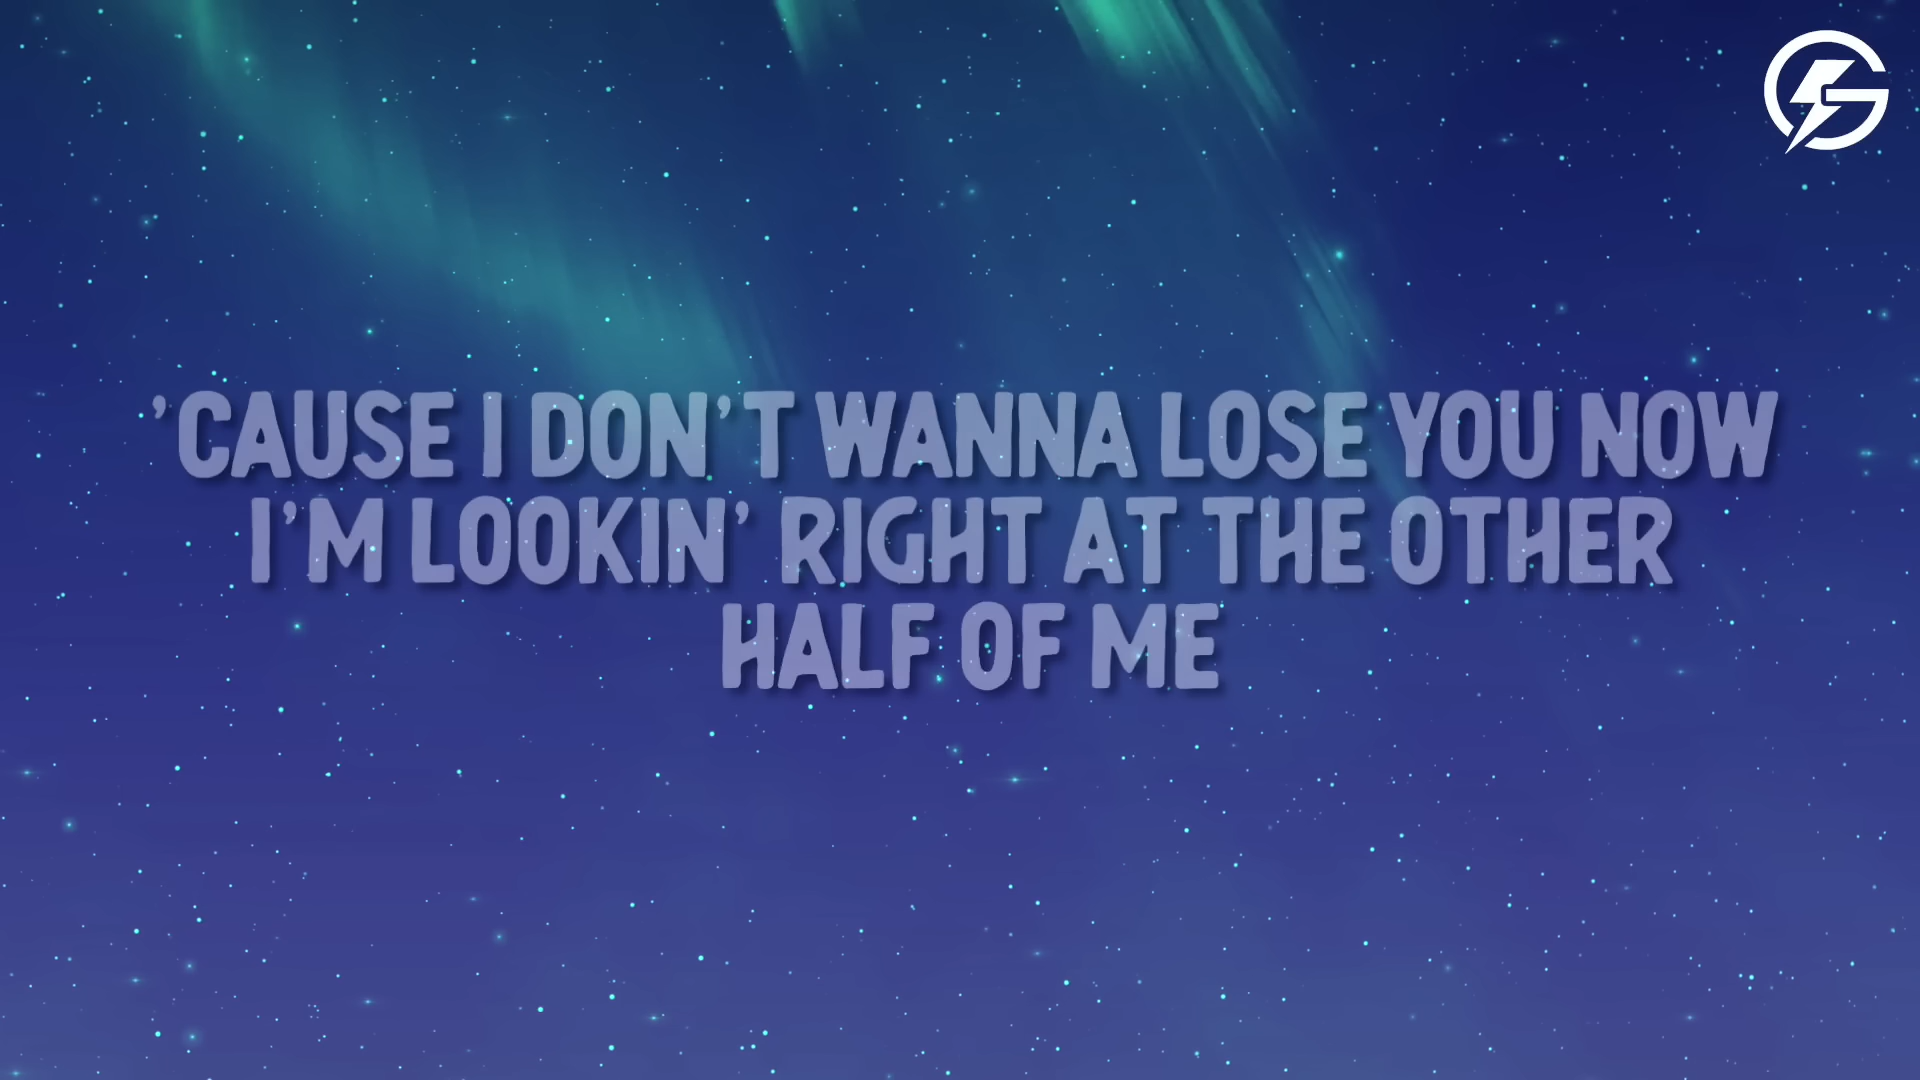 ’CAUSE I DON’T WANNA LOSE YOU NOW
I’M LOOKIN’ RIGHT AT THE OTHER
HALF OF ME